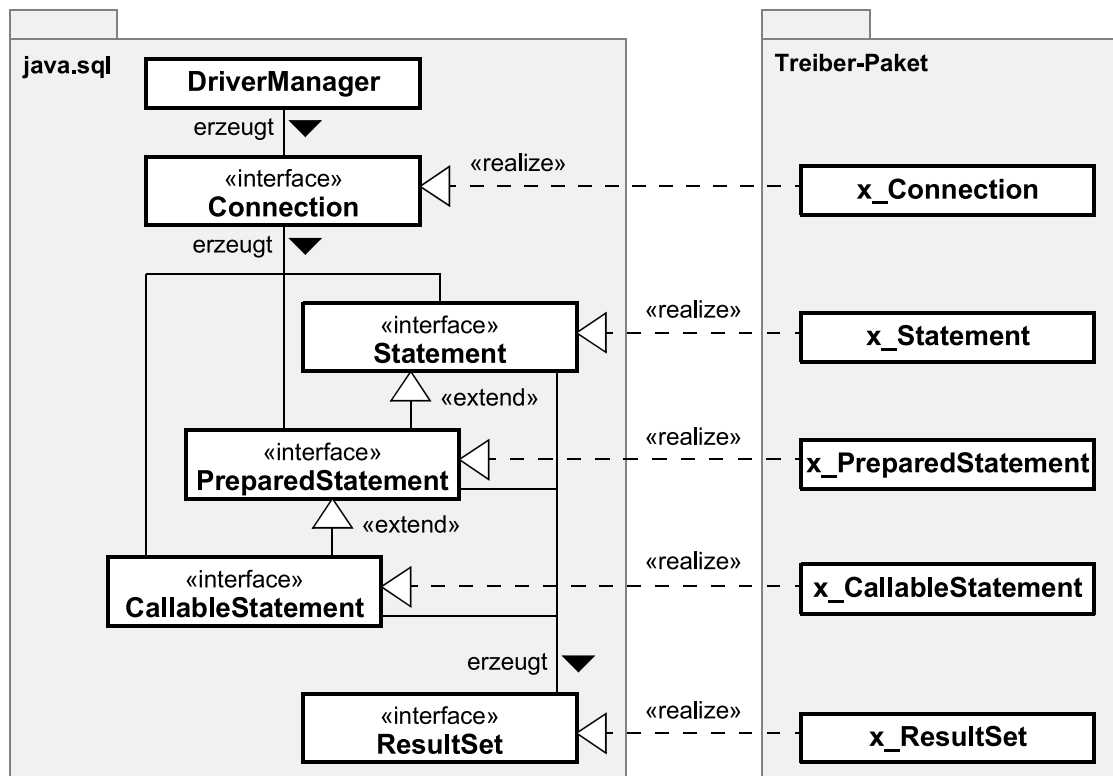 java.sql
DriverManager
erzeugt
«interface»
Connection
erzeugt
«interface»
Statement
«extend»
«interface»
PreparedStatement
«extend»
«interface»
CallableStatement
erzeugt
«interface»
ResultSet
«realize»
«realize»
«realize»
«realize»
«realize»
Treiber-Paket
x_Connection
x_Statement
x_PreparedStatement
x_CallableStatement
x_ResultSet